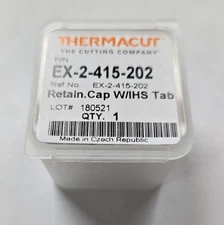 THERMACUT
THE CUTTING COMPANY
P/N
EX-2-415-202
Ref No. EX-2-415-202
Retain.Cap W/IHS Tab
LOT# 180521
QTY. 1
Made in Czech Republic